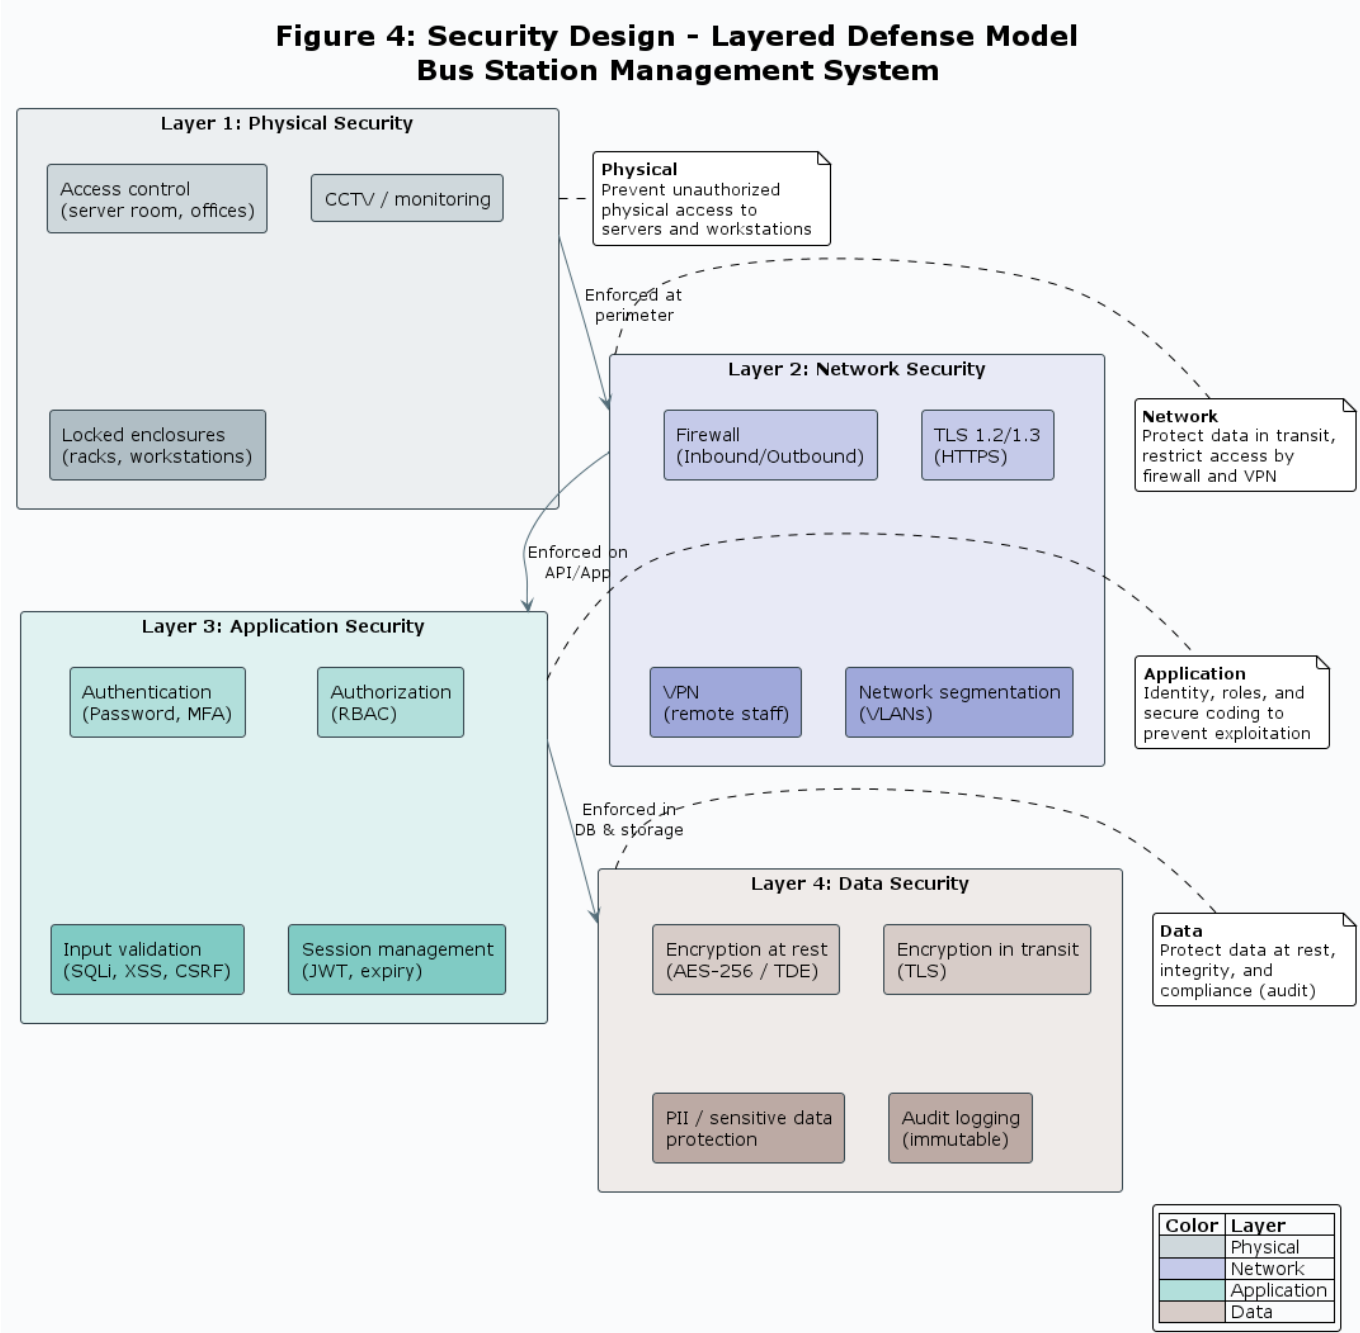 Figure 4: Security Design - Layered Defense Model
Bus Station Management System
Layer 1: Physical Security
Access control
(server room, offices)
CCTV / monitoring
Locked enclosures
(racks, workstations)
Physical
Prevent unauthorized
physical access to
servers and workstations
Enforced at
perimeter
Layer 2: Network Security
Firewall
(Inbound/Outbound)
TLS 1.2/1.3
(HTTPS)
VPN
(remote staff)
Network segmentation
(VLANs)
Network
Protect data in transit,
restrict access by
firewall and VPN
Enforced on
API/App
Layer 3: Application Security
Authentication
(Password, MFA)
Authorization
(RBAC)
Input validation
(SQLi, XSS, CSRF)
Session management
(JWT, expiry)
Application
Identity, roles, and
secure coding to
prevent exploitation
Enforced in
DB & storage
Layer 4: Data Security
Encryption at rest
(AES-256 / TDE)
Encryption in transit
(TLS)
PII / sensitive data
protection
Audit logging
(immutable)
Data
Protect data at rest,
integrity, and
compliance (audit)
Color Layer
Physical
Network
Application
Data